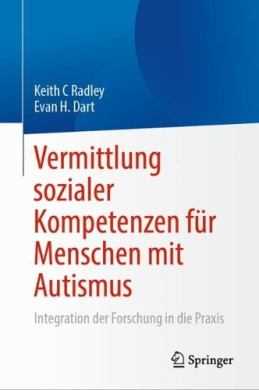 Keith C Radley
Evan H. Dart
Vermittlung
sozialer
Kompetenzen für
Menschen mit
Autismus
Integration der Forschung in die Praxis
Springer